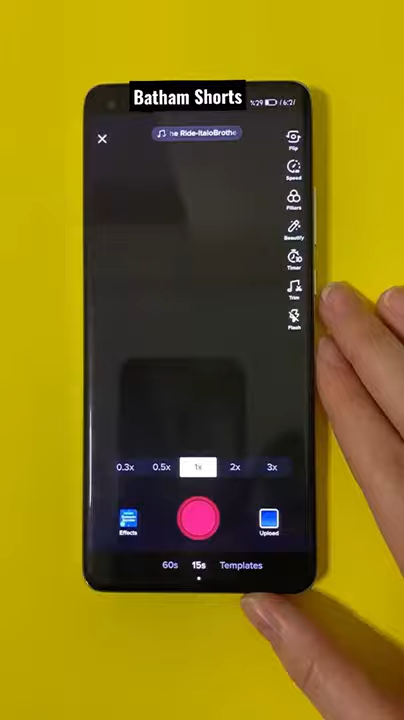 Batham Shorts
%29
he Ride-ItaloBrothe
Flip
Speed
Filters
Beautify
Timer
Trim
Flash
0.3x 0.5x 1x 2x 3x
Effects
Upload
60s 15s Templates